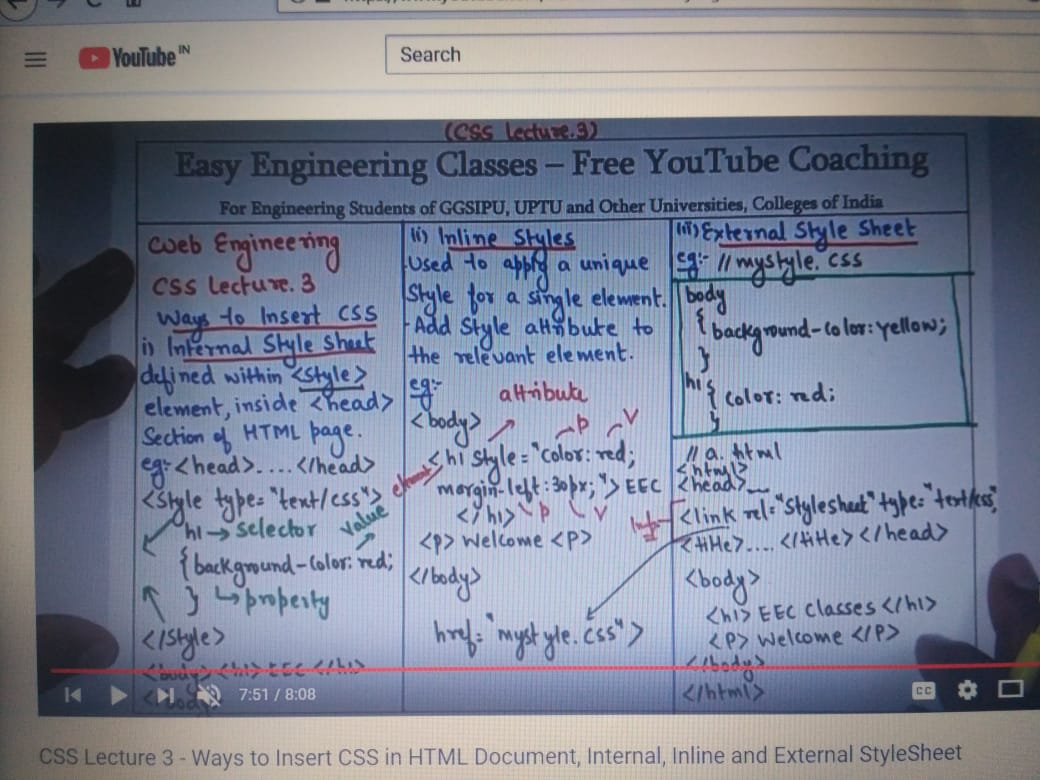 YouTube IN
Search
(CSS Lecture.3)
Easy Engineering Classes – Free YouTube Coaching
For Engineering Students of GGSIPU, UPTU and Other Universities, Colleges of India
Web Engineering
CSS Lecture. 3
Ways to Insert CSS
i) Internal Style Sheet
defined within <style>
element, inside <head>
Section of HTML page.
eg:- <head>.... </head>
<style type="text/css">
h1 → selector value
{background-color: red;
} ↳ property
</style>
<body> <h1> EEC </h1>
</body>
(ii) Inline Styles
Used to apply a unique
Style for a single element.
- Add Style attribute to
the relevant element.
eg:-
attribute
<body> P V
element <h1 style="color: red;
margin-left: 30px;"> EEC
</h1> P V
<p> Welcome <p>
</body>
href="mystyle.css">
(iii) External Style Sheet
eg:- // mystyle. css
body
{ background-color: yellow;
}
h1
{ color: red;
}
// a. html
<html>
<head>
<link rel="Stylesheet" type="text/css"
<title>.... </title> </head>
<body>
<h1> EEC Classes </h1>
<P> Welcome </P>
</body>
</html>
7:51 / 8:08
CC
CSS Lecture 3 - Ways to Insert CSS in HTML Document, Internal, Inline and External StyleSheet